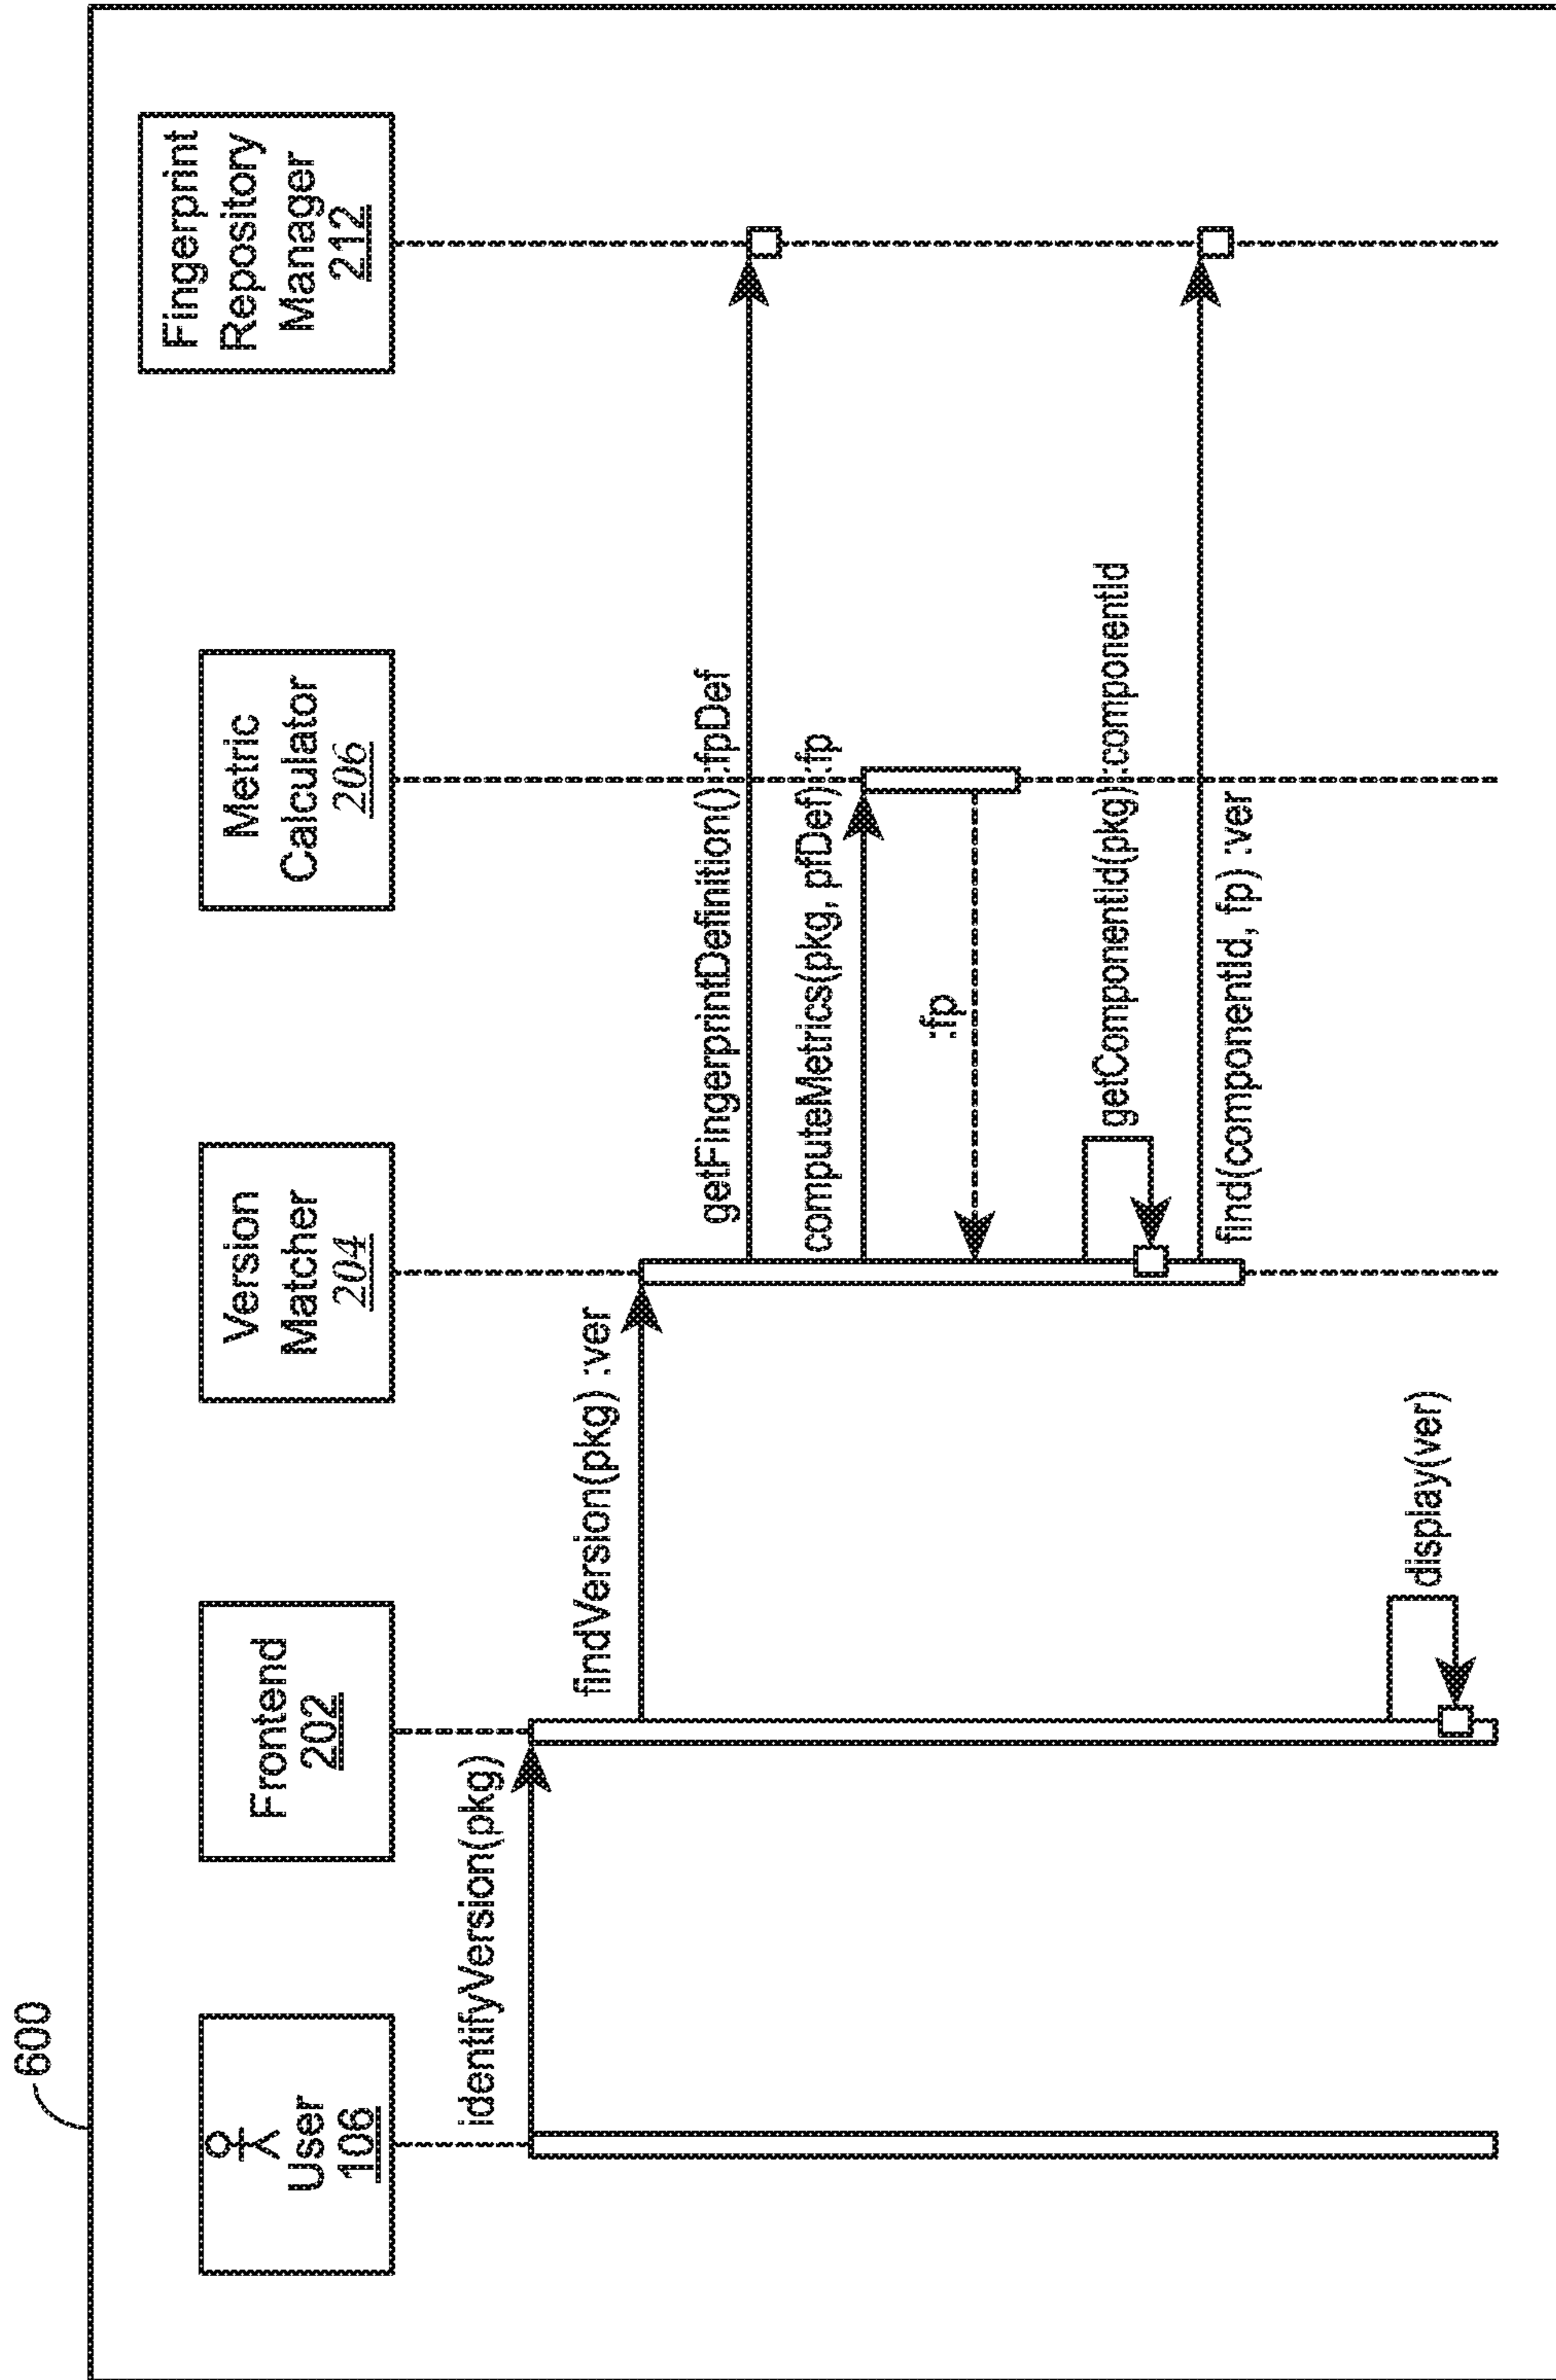 600
User
106
Frontend
202
Version
Matcher
204
Metric
Calculator
206
Fingerprint
Repository
Manager
212
identifyVersion(pkg)
findVersion(pkg) :ver
getFingerprintDefinition() :fpDef
computeMetrics(pkg, pfDef) :fp
:fp
getComponentId(pkg):componentId
find(componentId, fp) :ver
display(ver)